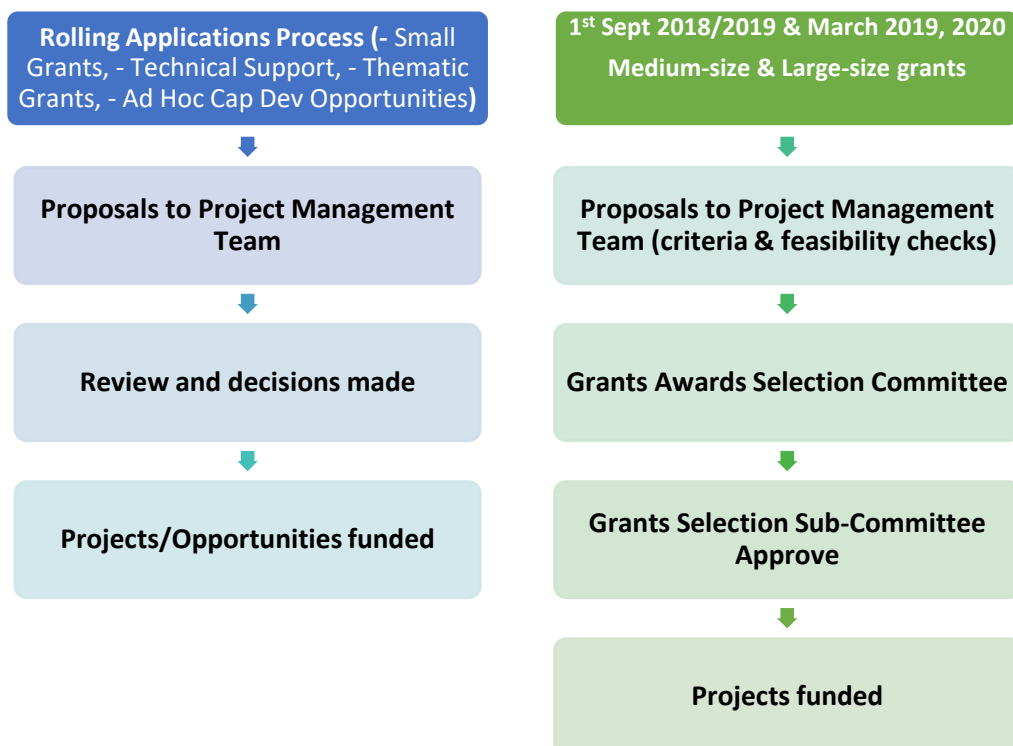 Rolling Applications Process (- Small
Grants, - Technical Support, - Thematic
Grants, - Ad Hoc Cap Dev Opportunities)
Proposals to Project Management
Team
Review and decisions made
Projects/Opportunities funded
1st Sept 2018/2019 & March 2019, 2020
Medium-size & Large-size grants
Proposals to Project Management
Team (criteria & feasibility checks)
Grants Awards Selection Committee
Grants Selection Sub-Committee
Approve
Projects funded